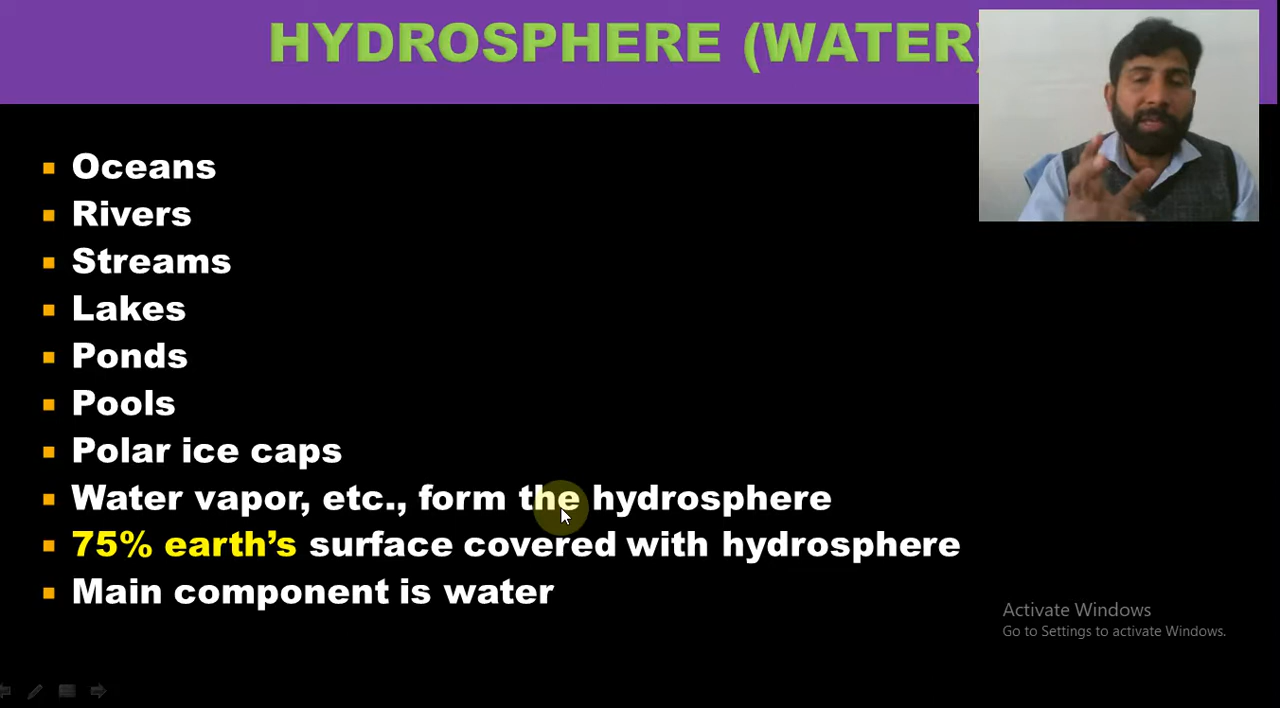 HYDROSPHERE (WATER)
Oceans
Rivers
Streams
Lakes
Ponds
Pools
Polar ice caps
Water vapor, etc., form the hydrosphere
75% earth’s surface covered with hydrosphere
Main component is water
Activate Windows
Go to Settings to activate Windows.